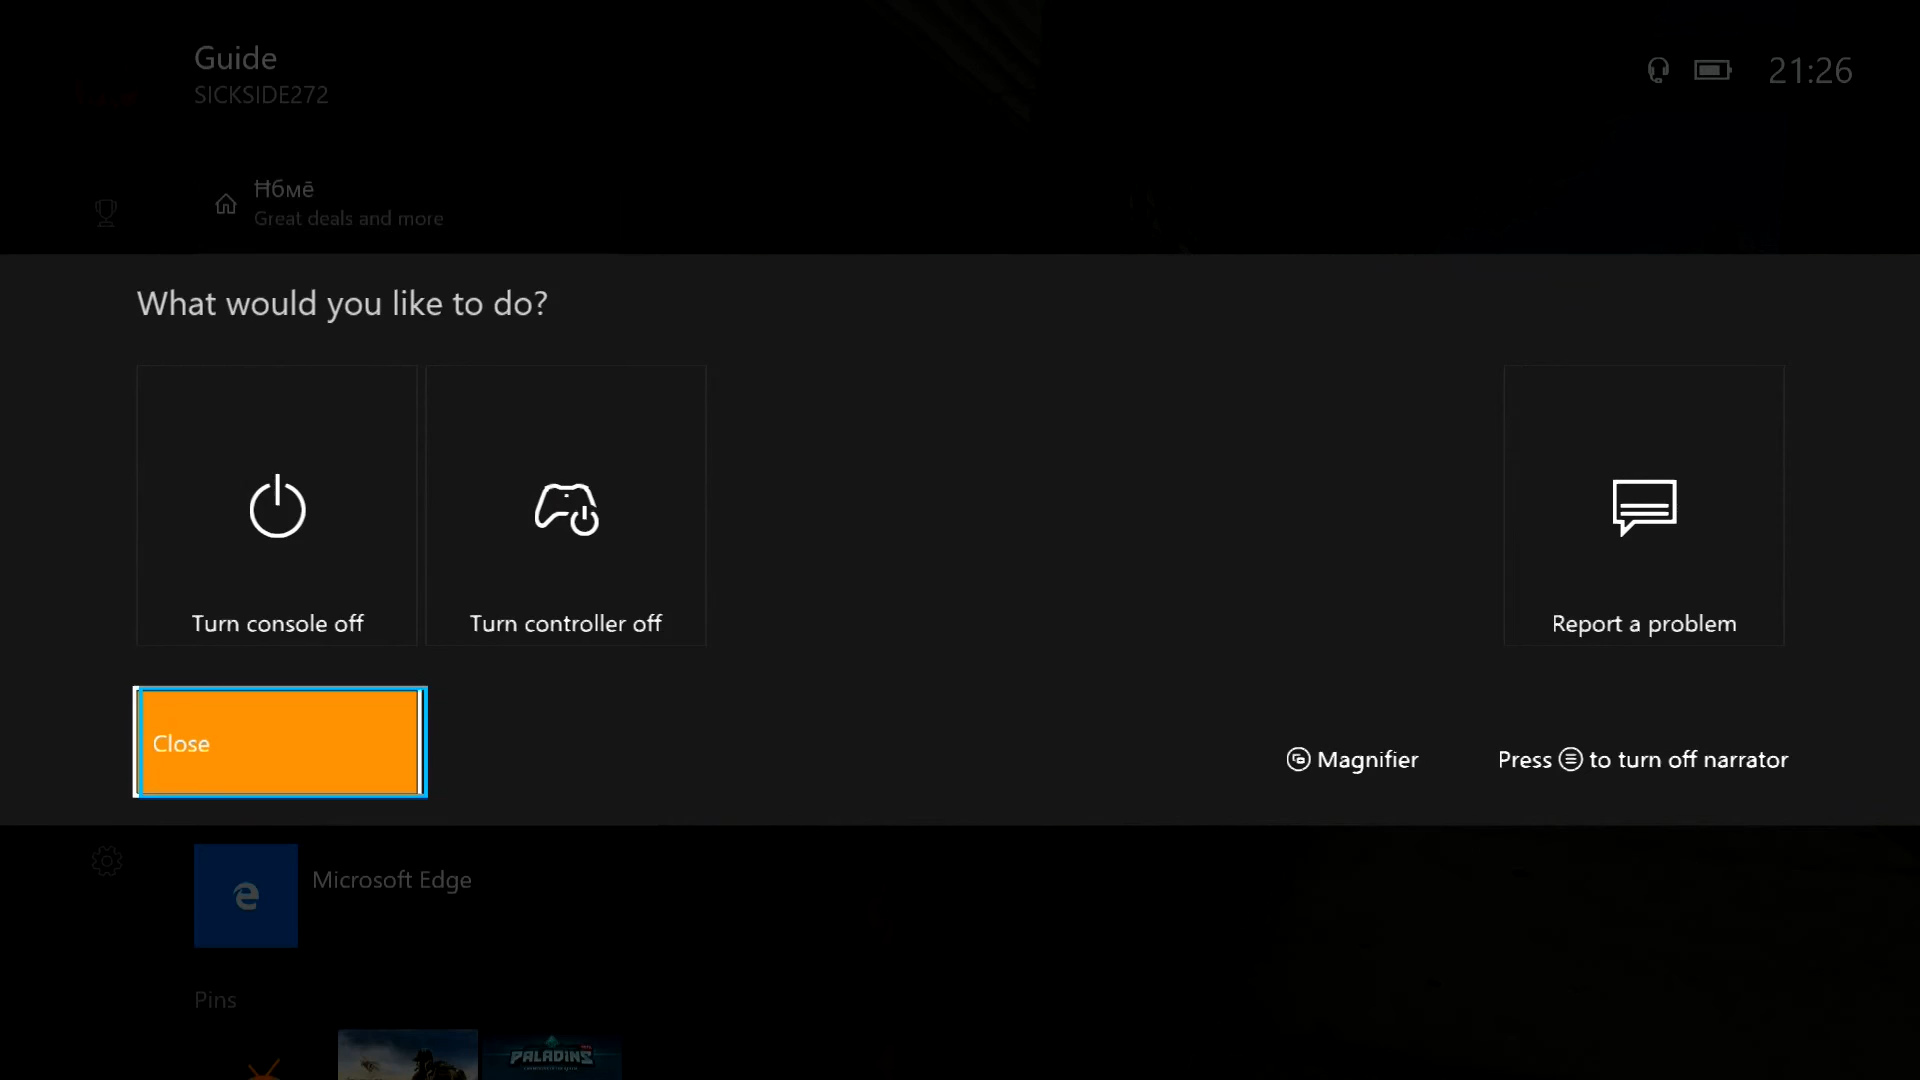 Guide
SICKSIDE272
21:26
Ħбмē
Great deals and more
What would you like to do?
Turn console off
Turn controller off
Report a problem
Close
Magnifier
Press to turn off narrator
Microsoft Edge
Pins
PALADINS